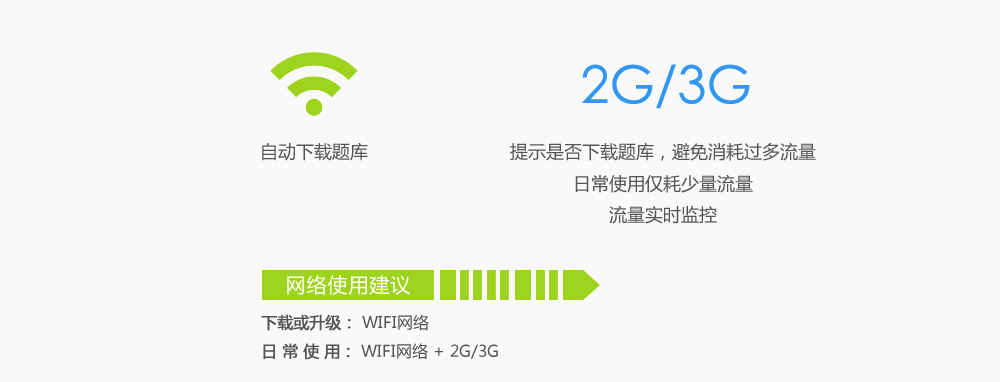 2G/3G
自动下载题库
提示是否下载题库，避免消耗过多流量
日常使用仅耗少量流量
流量实时监控
网络使用建议
下载或升级： WIFI网络
日 常 使 用： WIFI网络 + 2G/3G